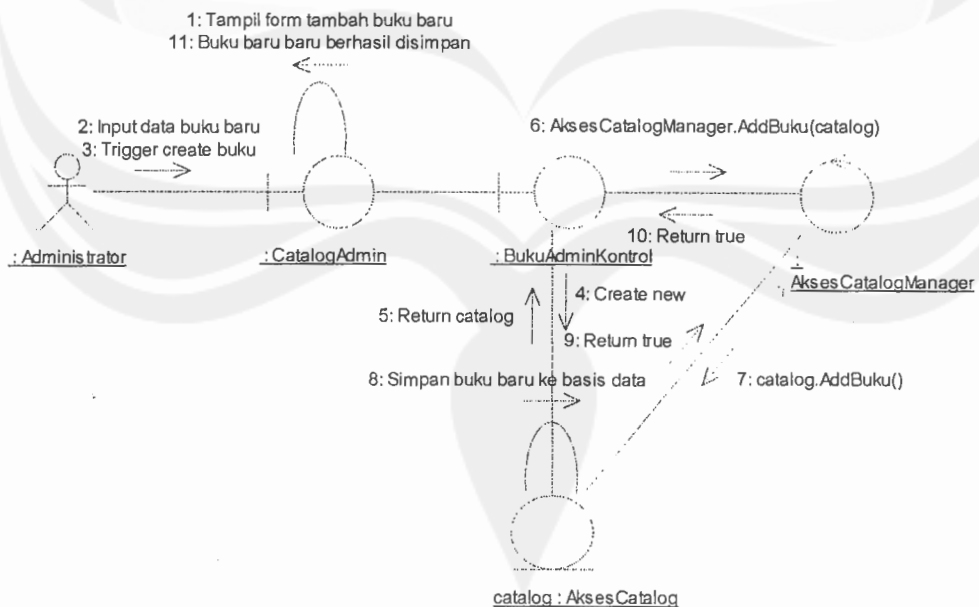 1: Tampil form tambah buku baru
11: Buku baru baru berhasil disimpan
2: Input data buku baru
3: Trigger create buku
6: AksesCatalogManager.AddBuku(catalog)
10: Return true
: Administrator
: CatalogAdmin
: BukuAdminKontrol
:
AksesCatalogManager
4: Create new
5: Return catalog
9: Return true
8: Simpan buku baru ke basis data
7: catalog.AddBuku()
catalog : AksesCatalog